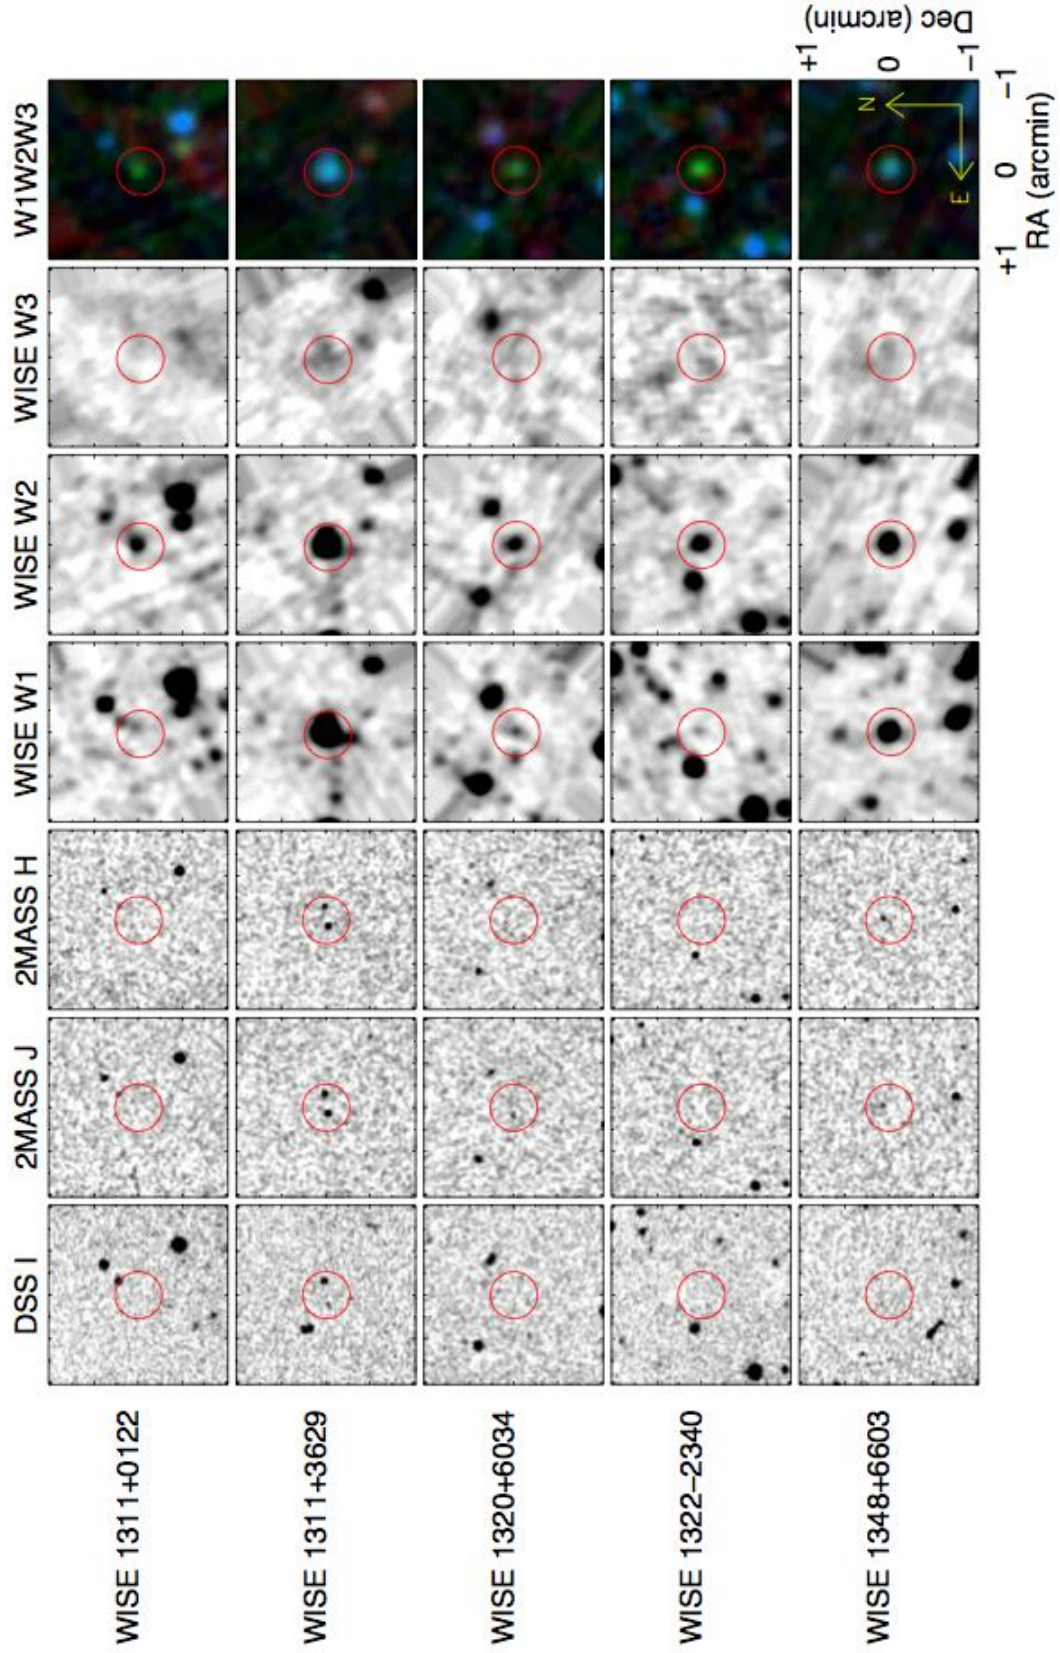 DSS I 2MASS J 2MASS H WISE W1 WISE W2 WISE W3 W1W2W3
WISE 1311+0122
WISE 1311+3629
WISE 1320+6034
WISE 1322−2340
WISE 1348+6603
N
E
+1 0 −1
Dec (arcmin)
+1 0 −1
RA (arcmin)